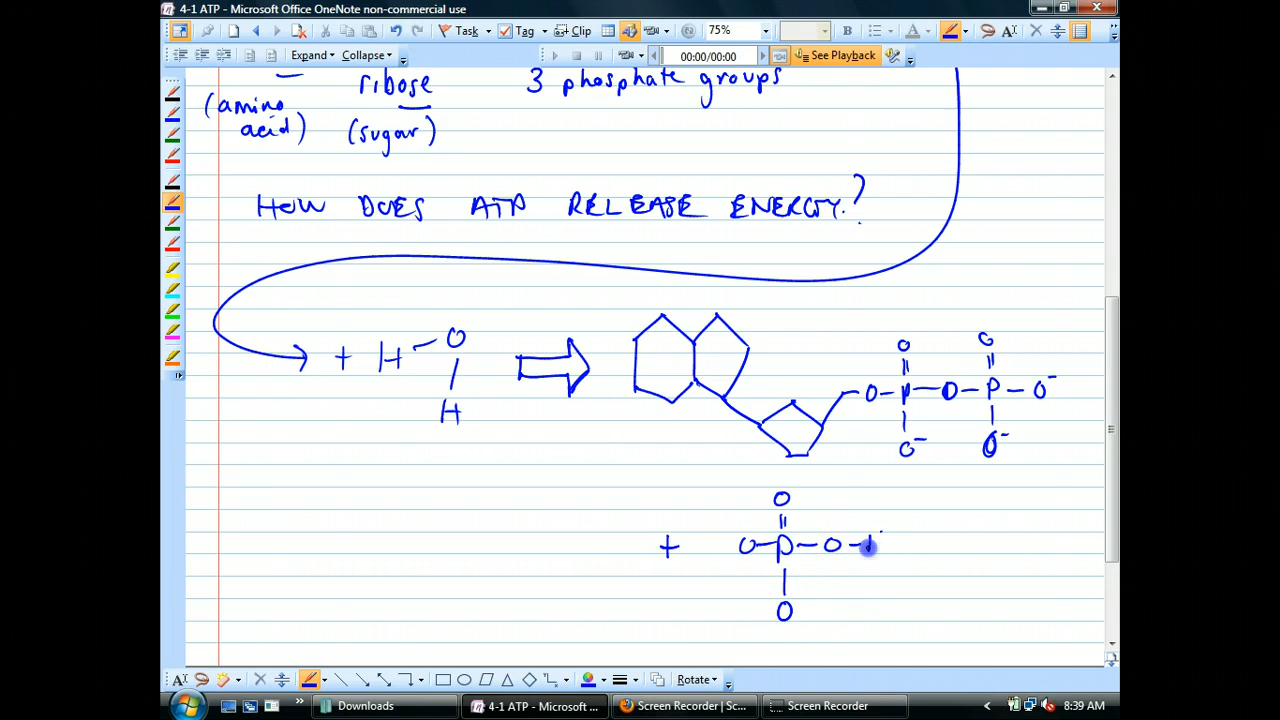 4-1 ATP - Microsoft Office OneNote non-commercial use
Task Tag Clip 75%
Expand Collapse 00:00/00:00 See Playback
ribose 3 phosphate groups
(amino
acid) (sugar)
HOW DOES ATP RELEASE ENERGY?
O O O
+ H O P O P O⁻
H O⁻ O⁻
O
+ O P O
O
Rotate
Downloads 4-1 ATP - Microsoft ... Screen Recorder | Sc... Screen Recorder 8:39 AM